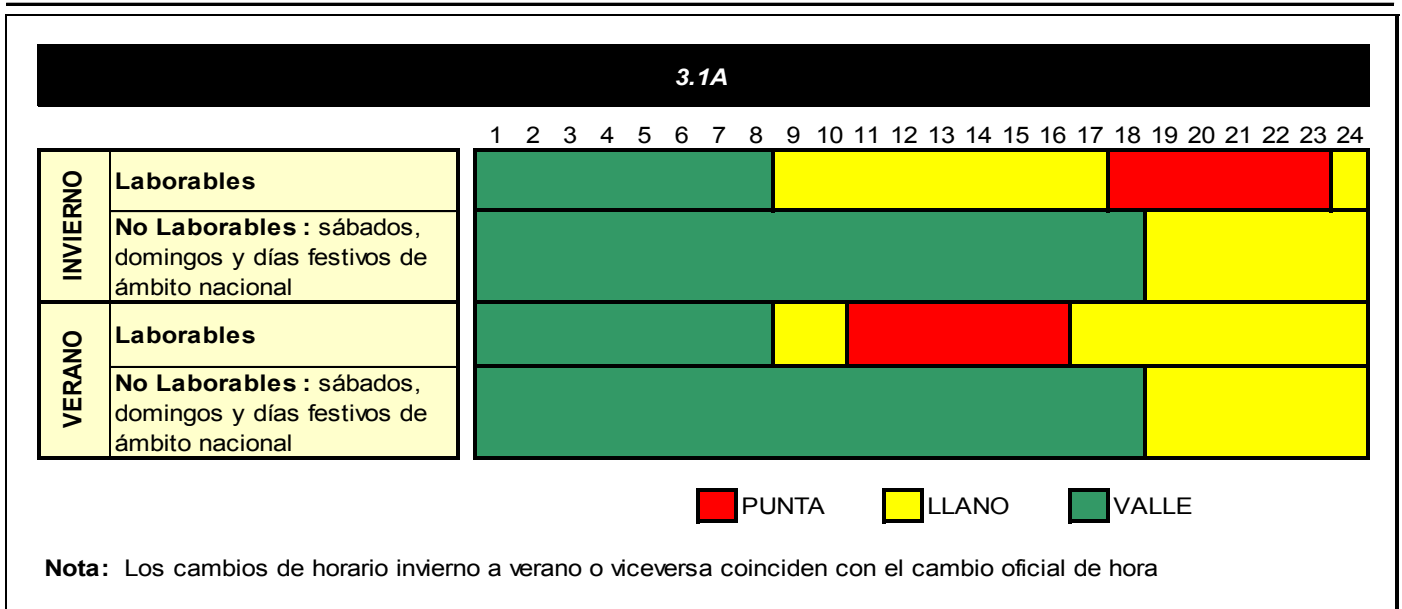 3.1A
1 2 3 4 5 6 7 8 9 10 11 12 13 14 15 16 17 18 19 20 21 22 23 24
INVIERNO
Laborables
No Laborables : sábados,
domingos y días festivos de
ámbito nacional
VERANO
Laborables
No Laborables : sábados,
domingos y días festivos de
ámbito nacional
PUNTA LLANO VALLE
Nota: Los cambios de horario invierno a verano o viceversa coinciden con el cambio oficial de hora